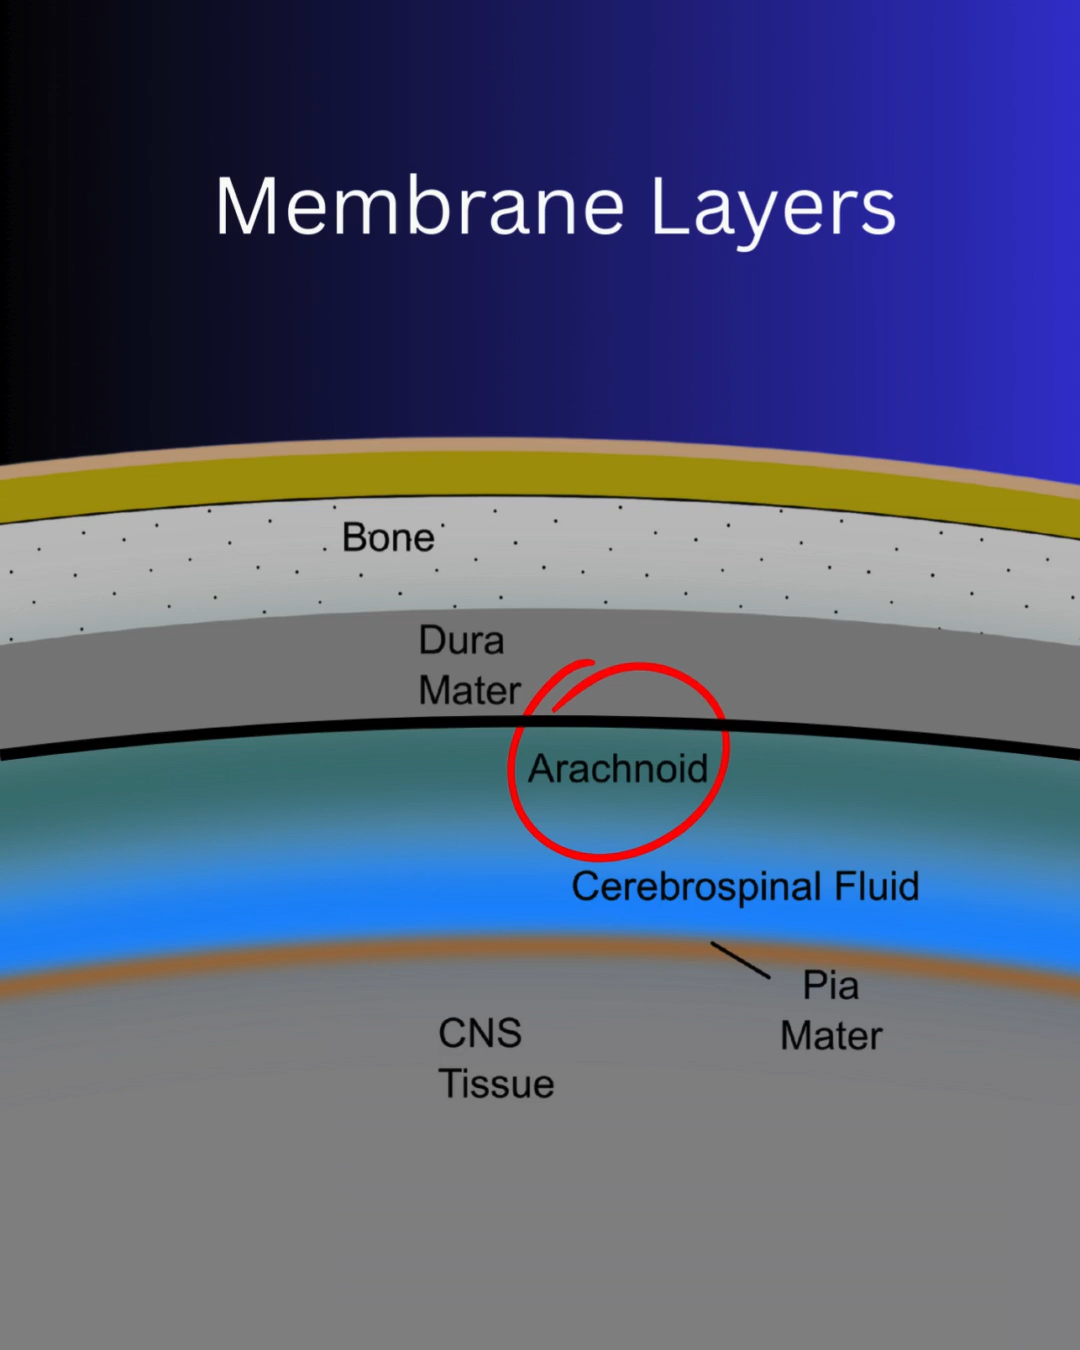 Membrane Layers
Bone
Dura
Mater
Arachnoid
Cerebrospinal Fluid
Pia
Mater
CNS
Tissue